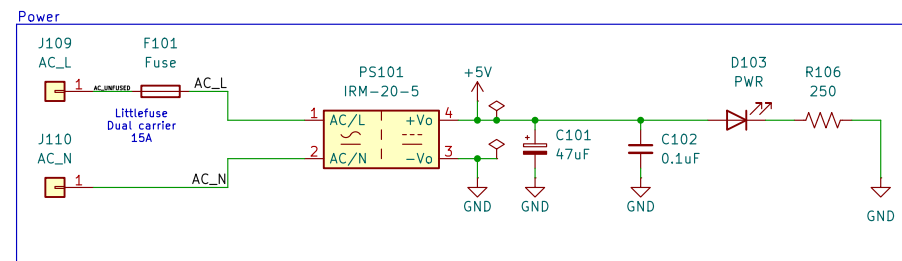 Power
J109
AC_L
1
AC_UNFUSED
F101
Fuse
Littlefuse
Dual carrier
15A
AC_L
J110
AC_N
1
AC_N
PS101
IRM-20-5
1
AC/L
+Vo
4
2
AC/N
-Vo
3
+5V
GND
+
C101
47uF
GND
C102
0.1uF
GND
D103
PWR
R106
250
GND